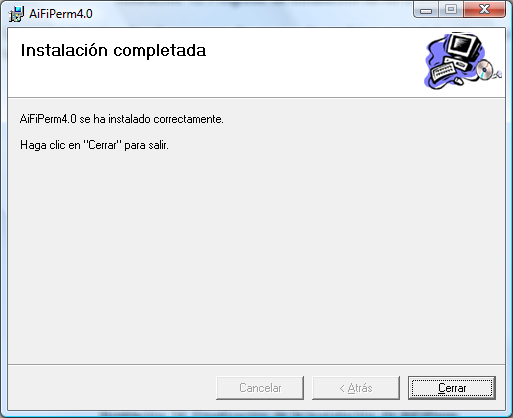 AiFiPerm4.0
Instalación completada
AiFiPerm4.0 se ha instalado correctamente.
Haga clic en "Cerrar" para salir.
Cancelar
< Atrás
Cerrar